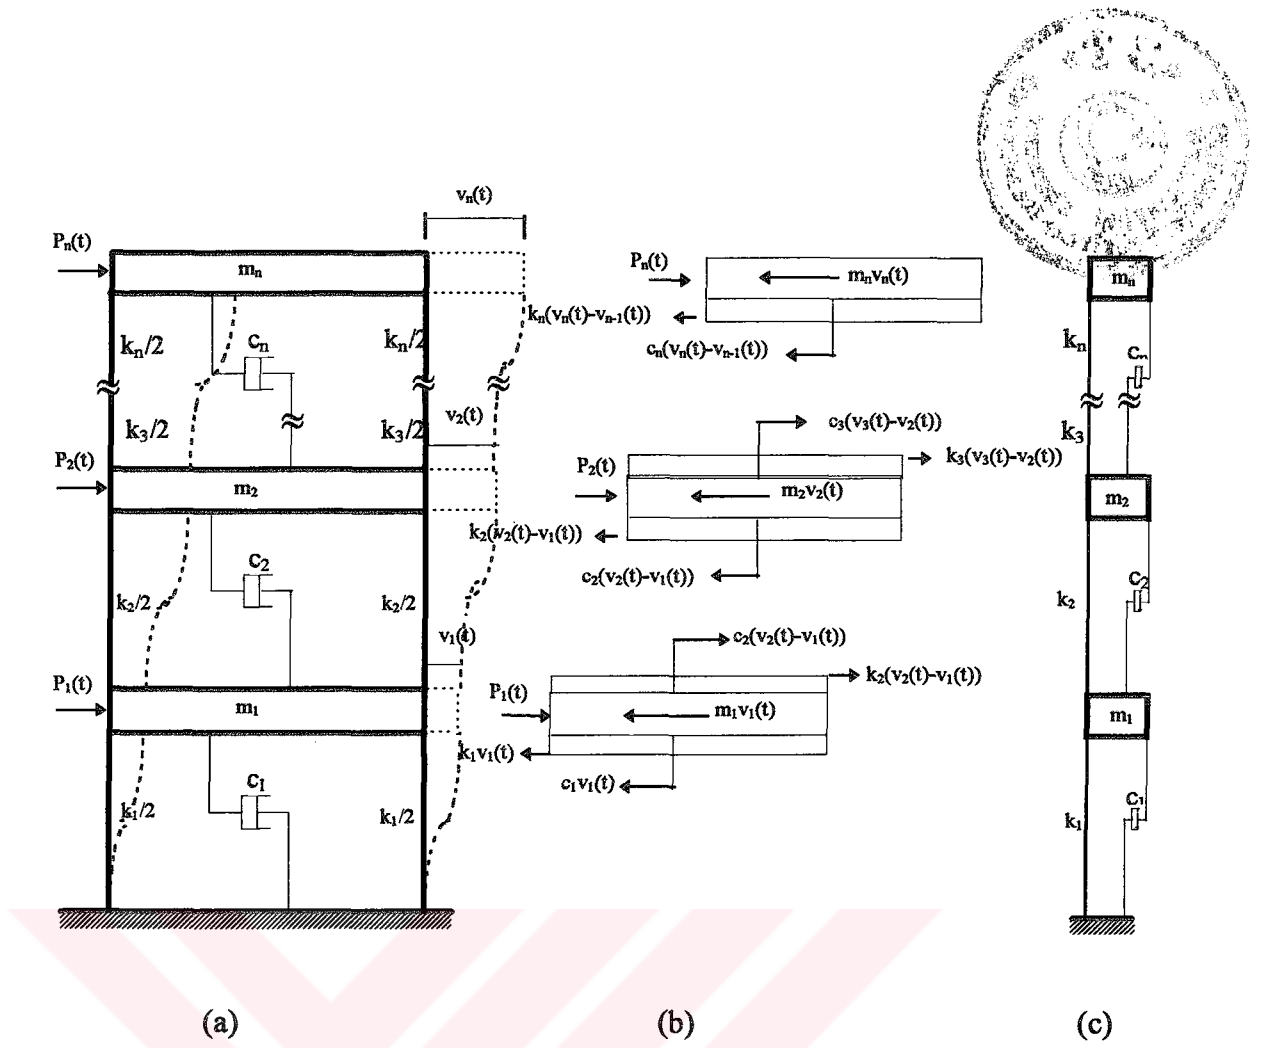 vₙ(t)
Pₙ(t)
mₙ
kₙ/2
cₙ
kₙ/2
k₃/2
k₃/2
v₂(t)
P₂(t)
m₂
k₂/2
c₂
k₂/2
v₁(t)
P₁(t)
m₁
k₁/2
c₁
k₁/2
(a)
Pₙ(t)
mₙvₙ(t)
kₙ(vₙ(t)-vₙ₋₁(t))
cₙ(vₙ(t)-vₙ₋₁(t))
c₃(v₃(t)-v₂(t))
k₃(v₃(t)-v₂(t))
P₂(t)
m₂v₂(t)
k₂(v₂(t)-v₁(t))
c₂(v₂(t)-v₁(t))
c₂(v₂(t)-v₁(t))
k₂(v₂(t)-v₁(t))
P₁(t)
m₁v₁(t)
k₁v₁(t)
c₁v₁(t)
(b)
mₙ
kₙ
cₙ
k₃
m₂
k₂
c₂
m₁
k₁
c₁
(c)